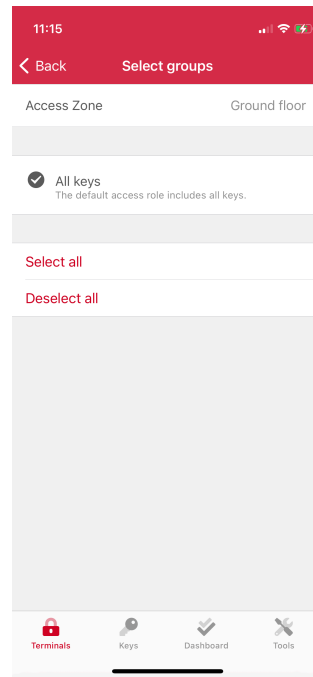 11:15
Back Select groups
Access Zone Ground floor
All keys
The default access role includes all keys.
Select all
Deselect all
Terminals Keys Dashboard Tools